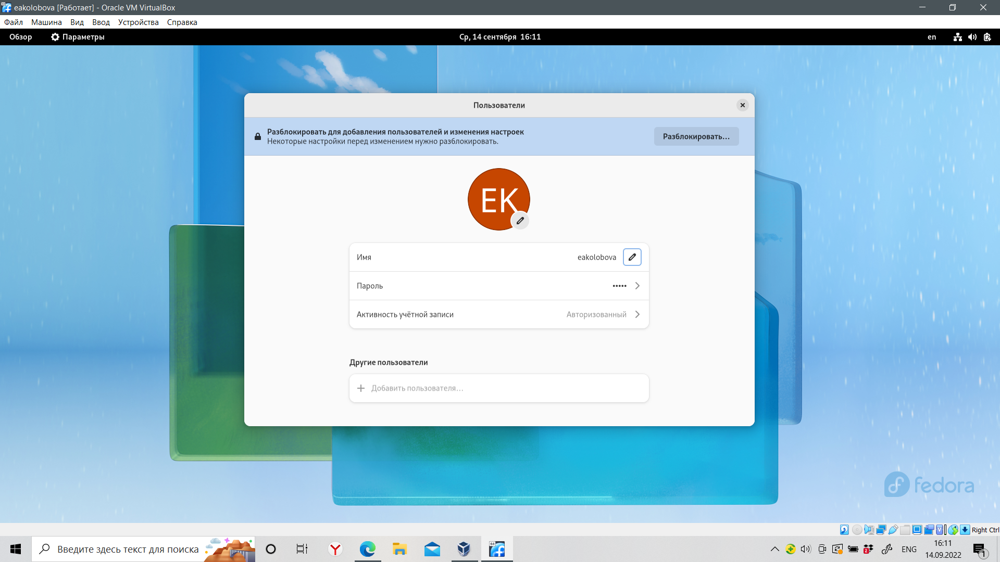 eakolobova [Работает] - Oracle VM VirtualBox
Файл Машина Вид Ввод Устройства Справка
Обзор Параметры Ср, 14 сентября 16:11 en
Пользователи
Разблокировать для добавления пользователей и изменения настроек
Некоторые настройки перед изменением нужно разблокировать.
Разблокировать...
EK
Имя eakolobova
Пароль •••••
Активность учётной записи Авторизованный
Другие пользователи
Добавить пользователя...
fedora
Right Ctrl
Введите здесь текст для поиска
ENG
16:11
14.09.2022
1